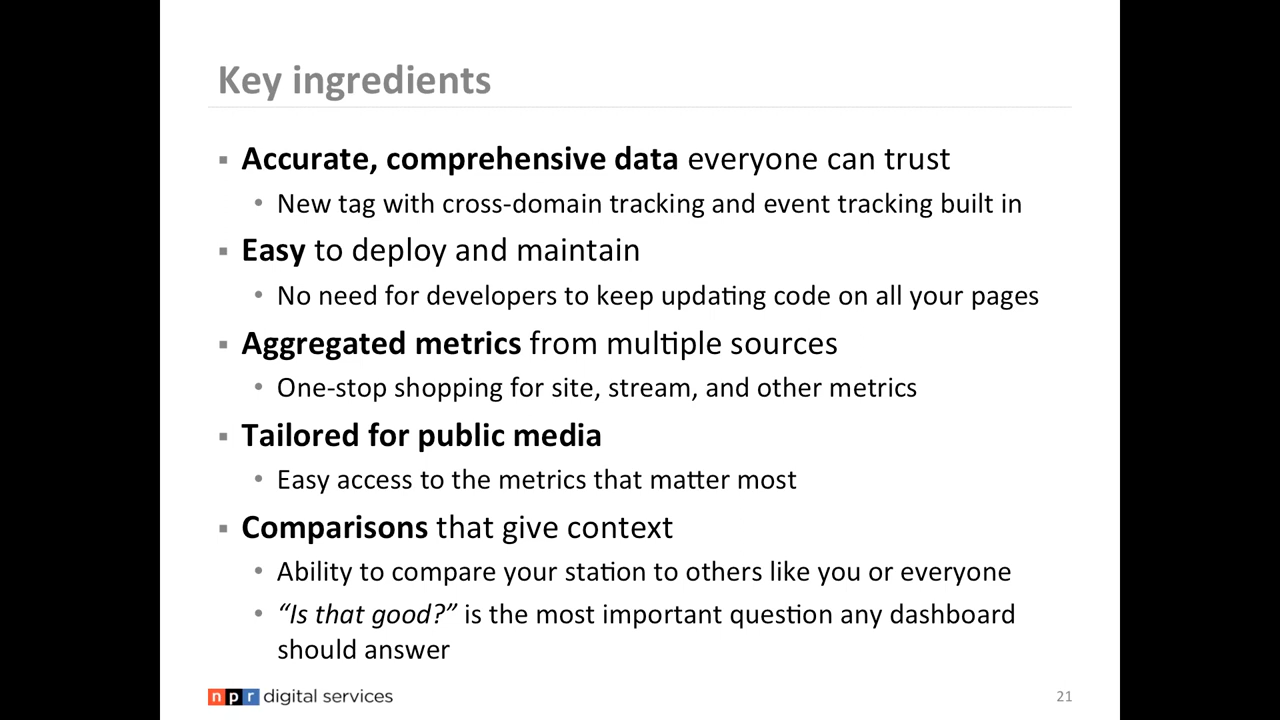 Key ingredients
▪ Accurate, comprehensive data everyone can trust
• New tag with cross-domain tracking and event tracking built in
▪ Easy to deploy and maintain
• No need for developers to keep updating code on all your pages
▪ Aggregated metrics from multiple sources
• One-stop shopping for site, stream, and other metrics
▪ Tailored for public media
• Easy access to the metrics that matter most
▪ Comparisons that give context
• Ability to compare your station to others like you or everyone
• “Is that good?” is the most important question any dashboard
should answer
npr digital services
21